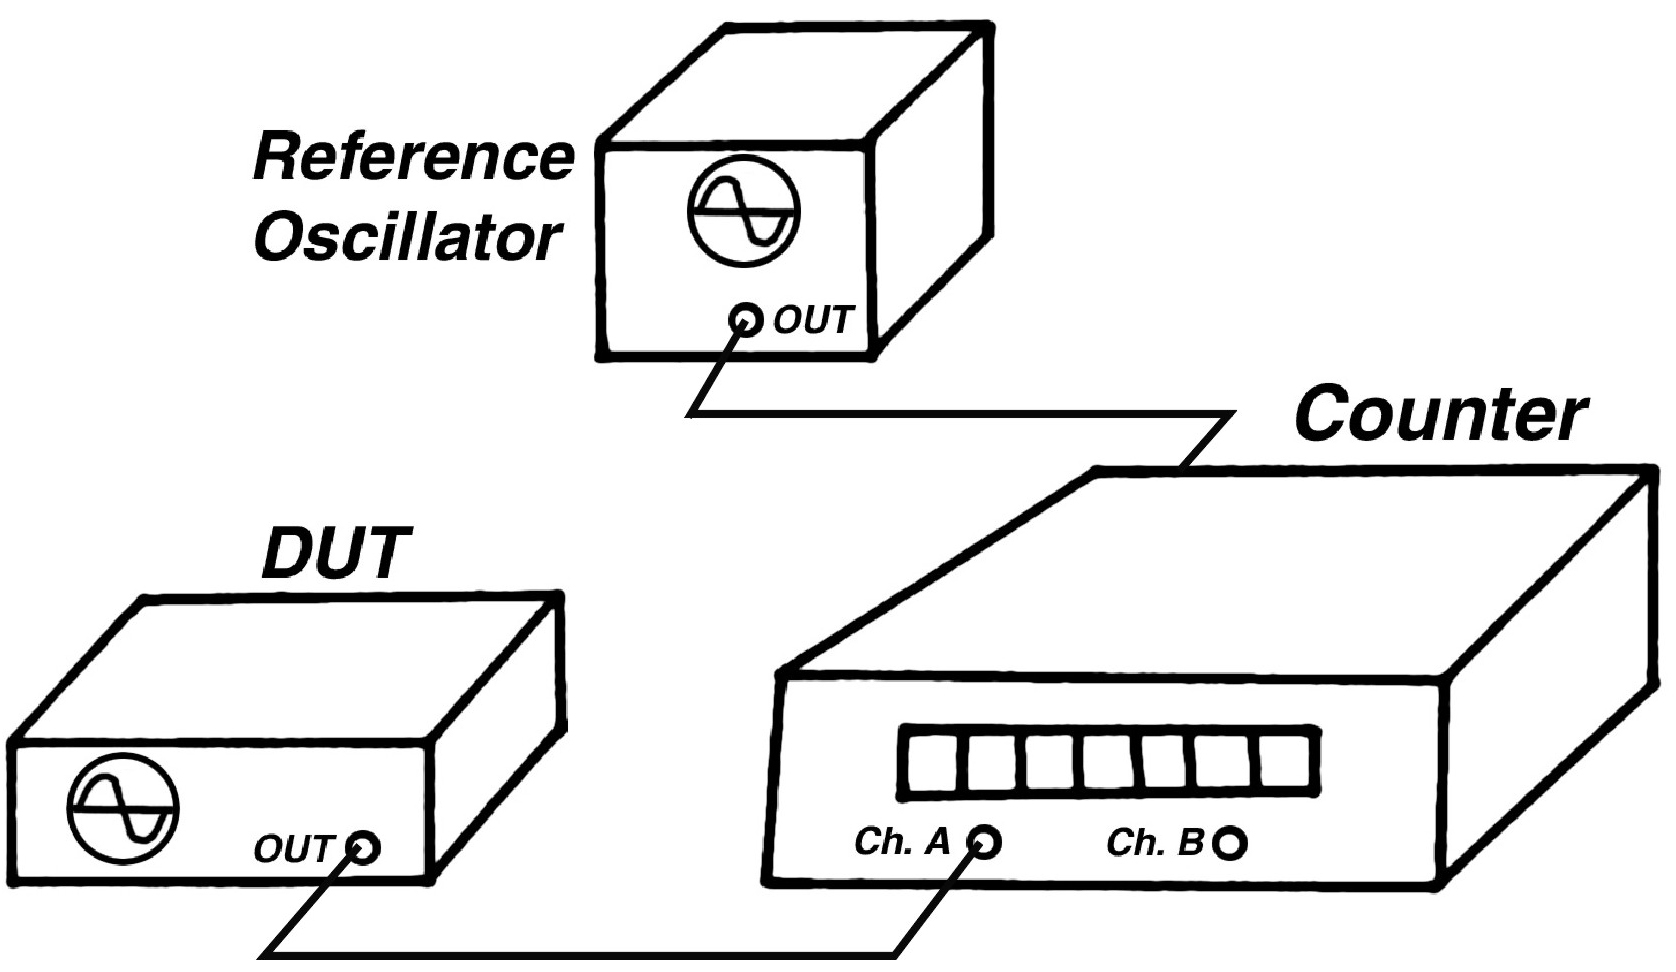 Reference
Oscillator
OUT
Counter
DUT
OUT
Ch. A
Ch. B